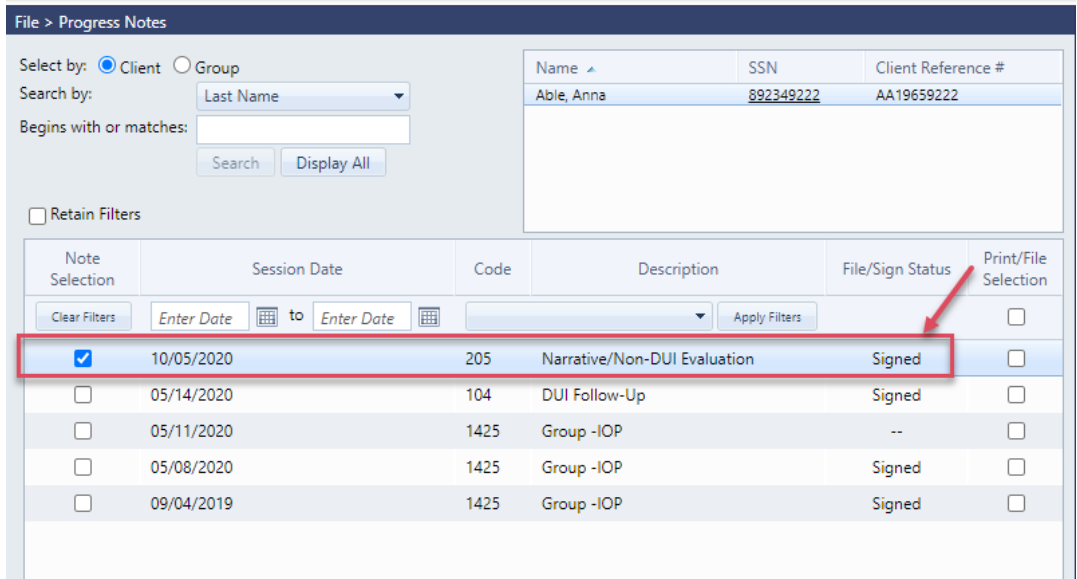 File > Progress Notes
Select by: Client Group
Search by: Last Name
Begins with or matches:
Search Display All
Retain Filters
Name SSN Client Reference #
Able, Anna 892349222 AA19659222
Note Selection Session Date Code Description File/Sign Status Print/File Selection
Clear Filters Enter Date to Enter Date Apply Filters
10/05/2020 205 Narrative/Non-DUI Evaluation Signed
05/14/2020 104 DUI Follow-Up Signed
05/11/2020 1425 Group -IOP --
05/08/2020 1425 Group -IOP Signed
09/04/2019 1425 Group -IOP Signed